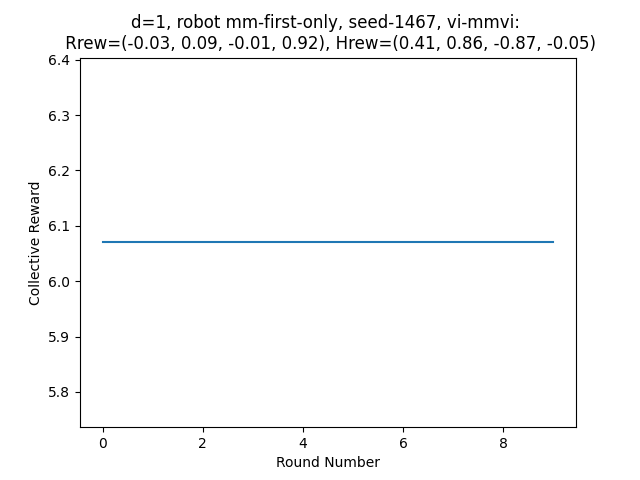 d=1, robot mm-first-only, seed-1467, vi-mmvi:
Rrew=(-0.03, 0.09, -0.01, 0.92), Hrew=(0.41, 0.86, -0.87, -0.05)
6.4
6.3
6.2
6.1
6.0
5.9
5.8
Collective Reward
0 2 4 6 8
Round Number